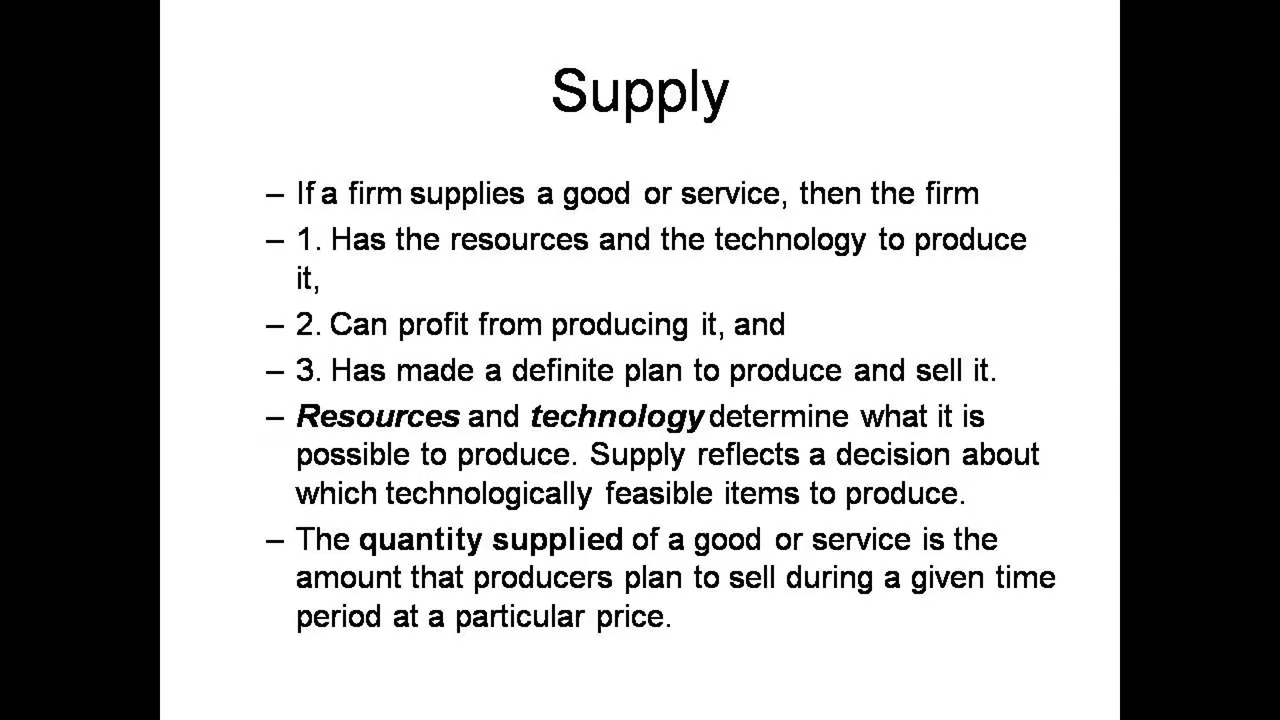 Supply
– If a firm supplies a good or service, then the firm
– 1. Has the resources and the technology to produce
it,
– 2. Can profit from producing it, and
– 3. Has made a definite plan to produce and sell it.
– Resources and technology determine what it is
possible to produce. Supply reflects a decision about
which technologically feasible items to produce.
– The quantity supplied of a good or service is the
amount that producers plan to sell during a given time
period at a particular price.